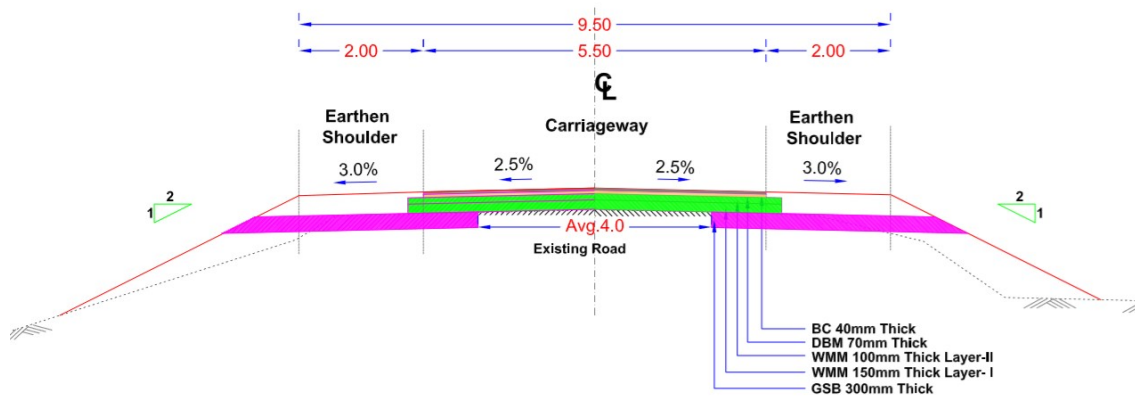 9.50
2.00
5.50
2.00
CL
Earthen
Shoulder
Carriageway
Earthen
Shoulder
3.0%
2.5%
2.5%
3.0%
2
1
2
1
Avg.4.0
Existing Road
BC 40mm Thick
DBM 70mm Thick
WMM 100mm Thick Layer-II
WMM 150mm Thick Layer- I
GSB 300mm Thick